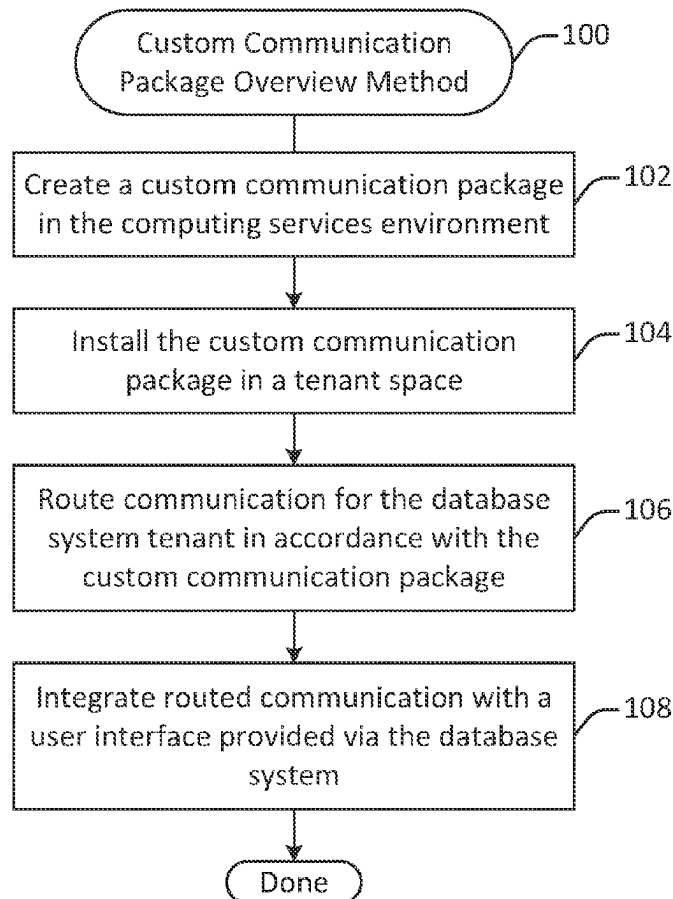 Custom Communication
Package Overview Method
100
Create a custom communication package
in the computing services environment
102
Install the custom communication
package in a tenant space
104
Route communication for the database
system tenant in accordance with the
custom communication package
106
Integrate routed communication with a
user interface provided via the database
system
108
Done